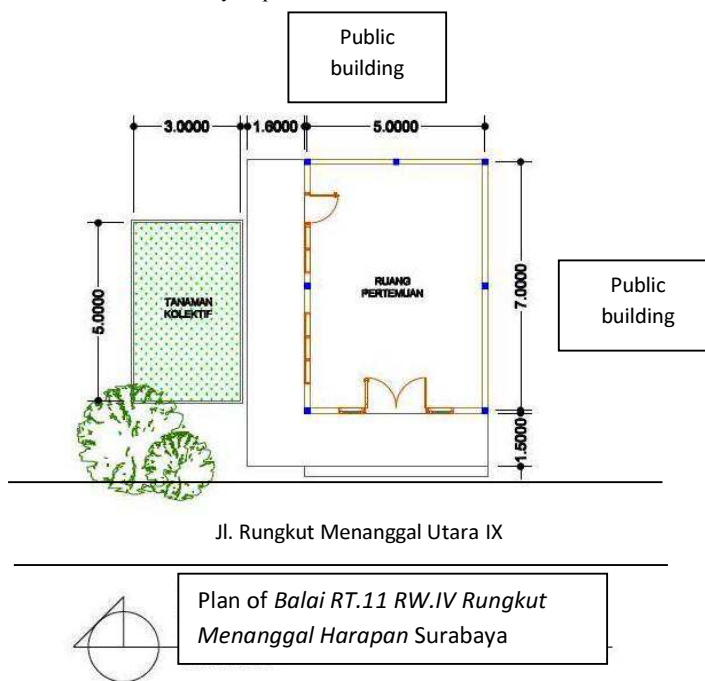 Public
building
3.0000
1.6000
5.0000
5.0000
TANAMAN
KOLEKTIF
RUANG
PERTEMUAN
7.0000
Public
building
1.5000
Jl. Rungkut Menanggal Utara IX
Plan of Balai RT.11 RW.IV Rungkut
Menanggal Harapan Surabaya